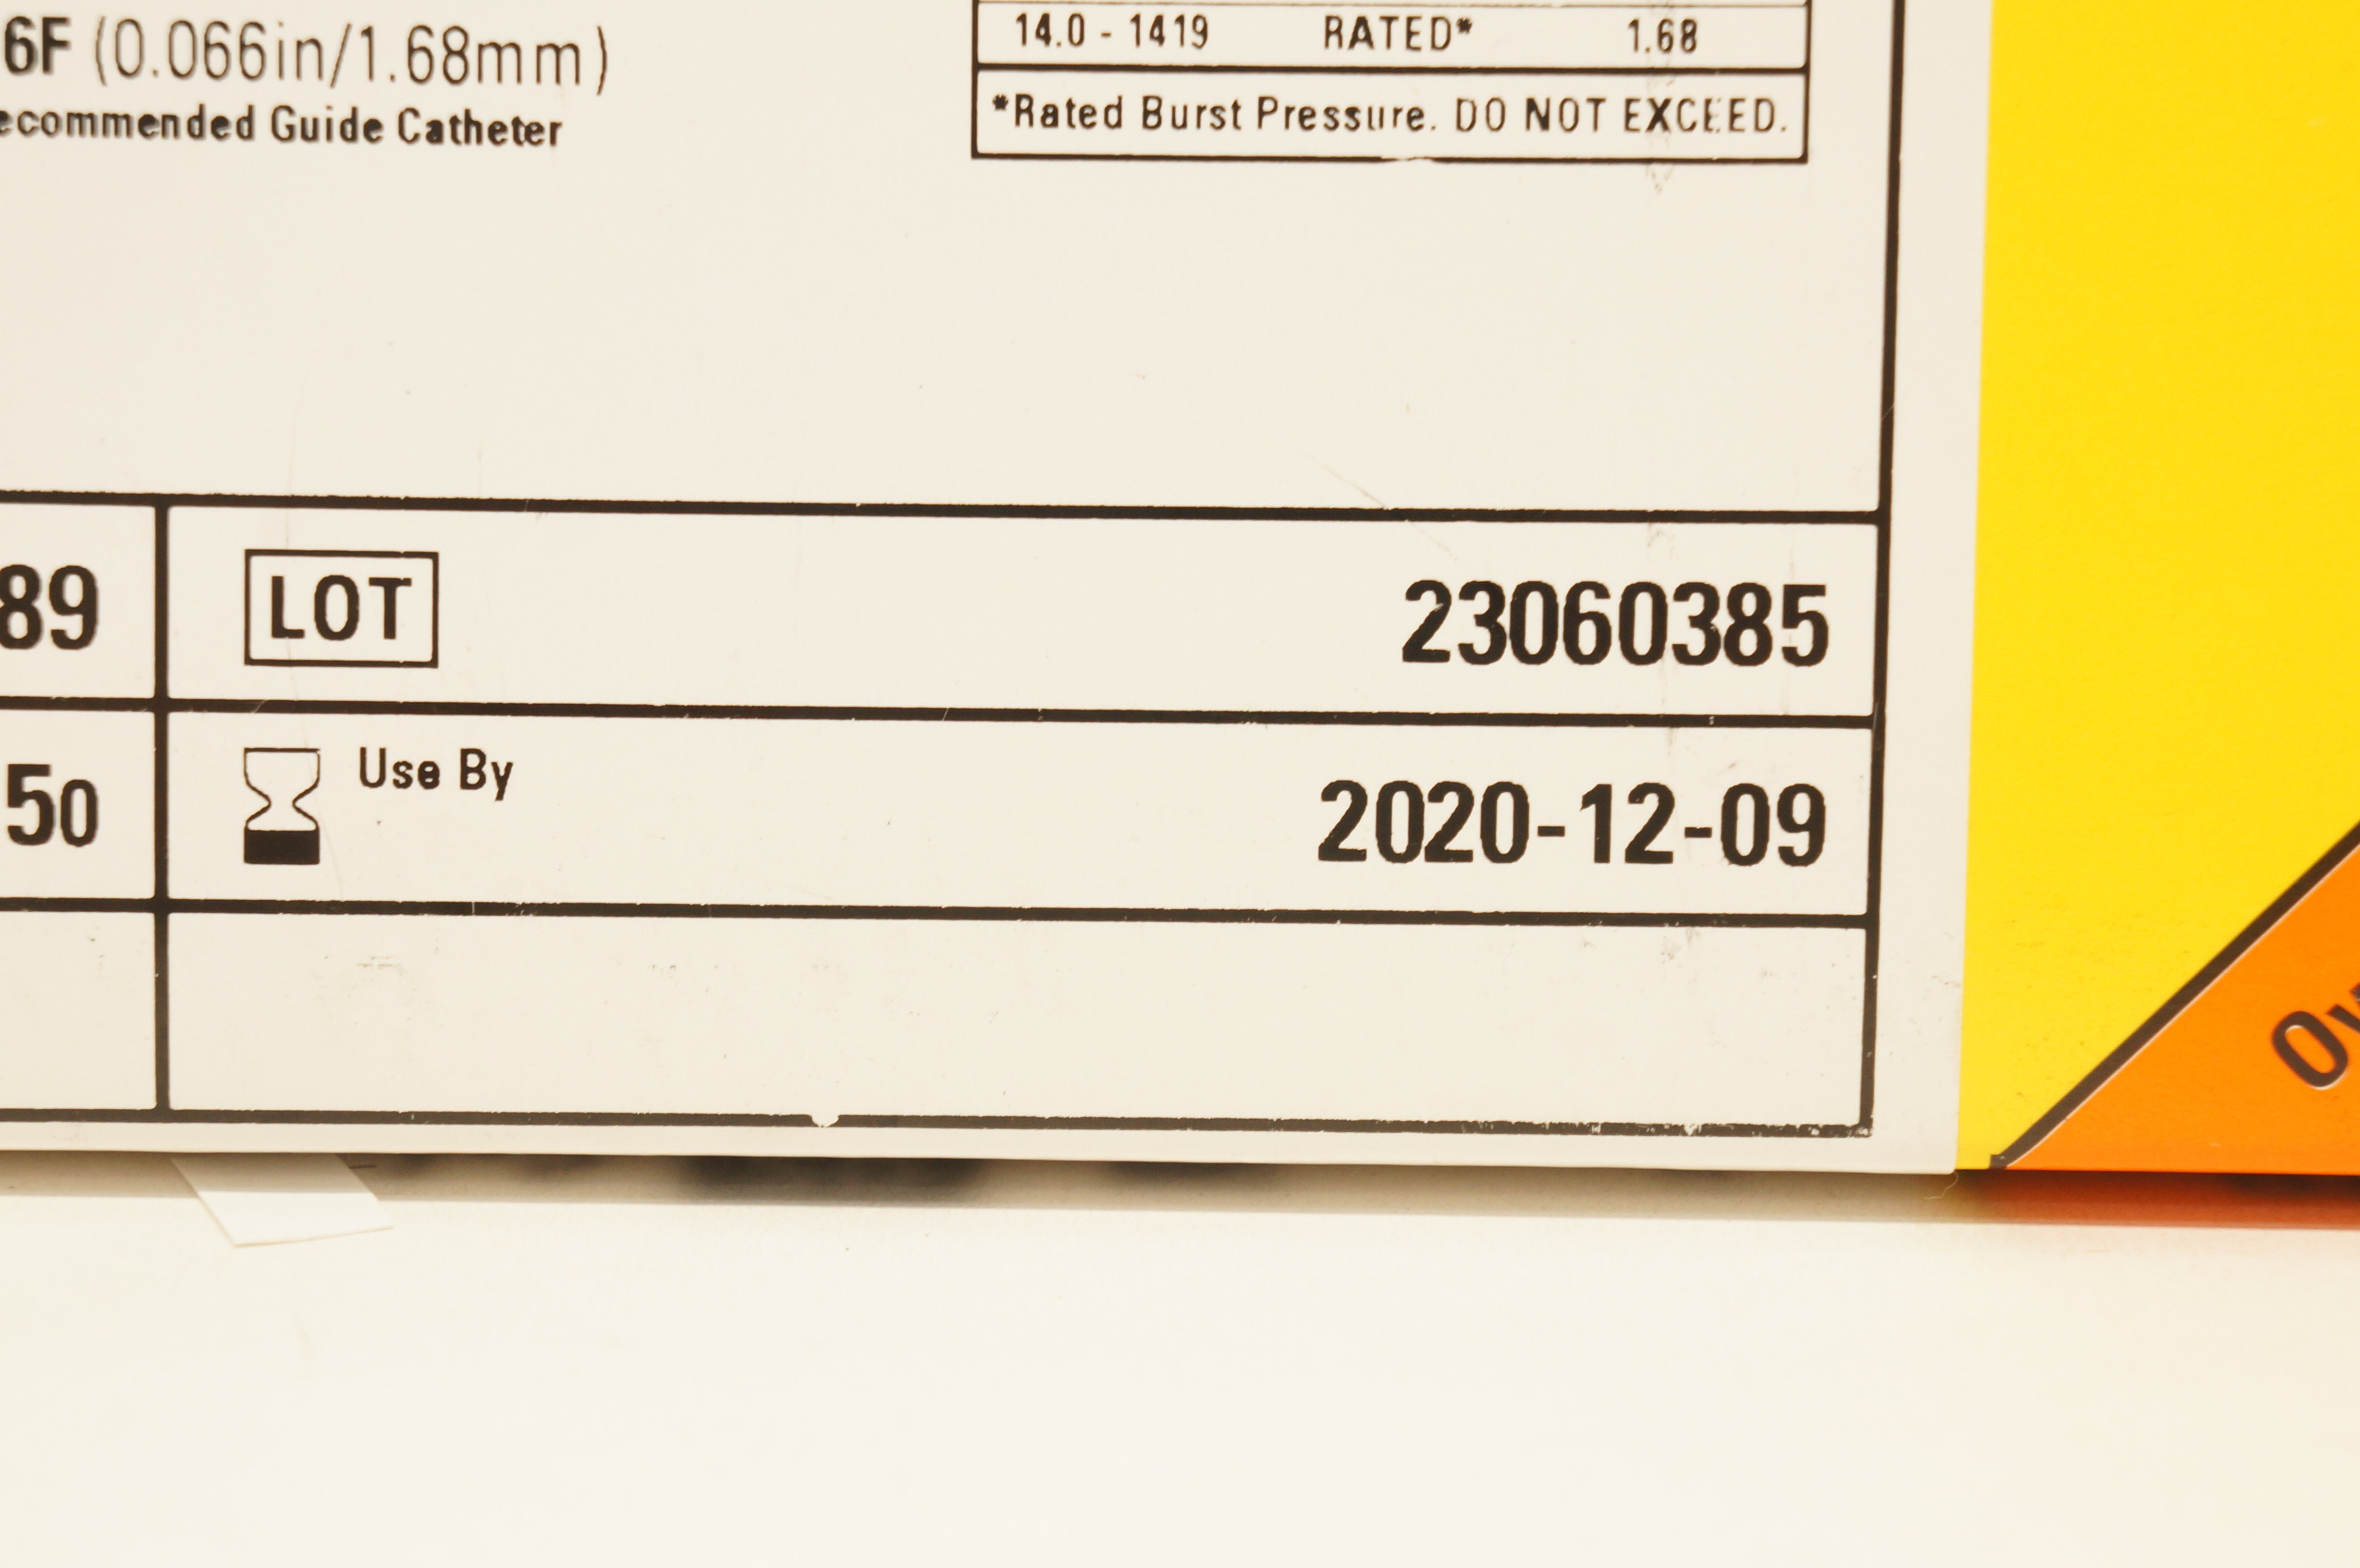 14.0 - 1419 RATED* 1.68
*Rated Burst Pressure. DO NOT EXCEED.
6F (0.066in/1.68mm)
ecommended Guide Catheter
89
LOT 23060385
50
Use By 2020-12-09